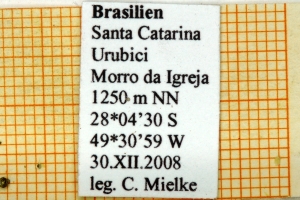 Brasilien
Santa Catarina
Urubici
Morro da Igreja
1250 m NN
28*04'30 S
49*30'59 W
30.XII.2008
leg. C. Mielke